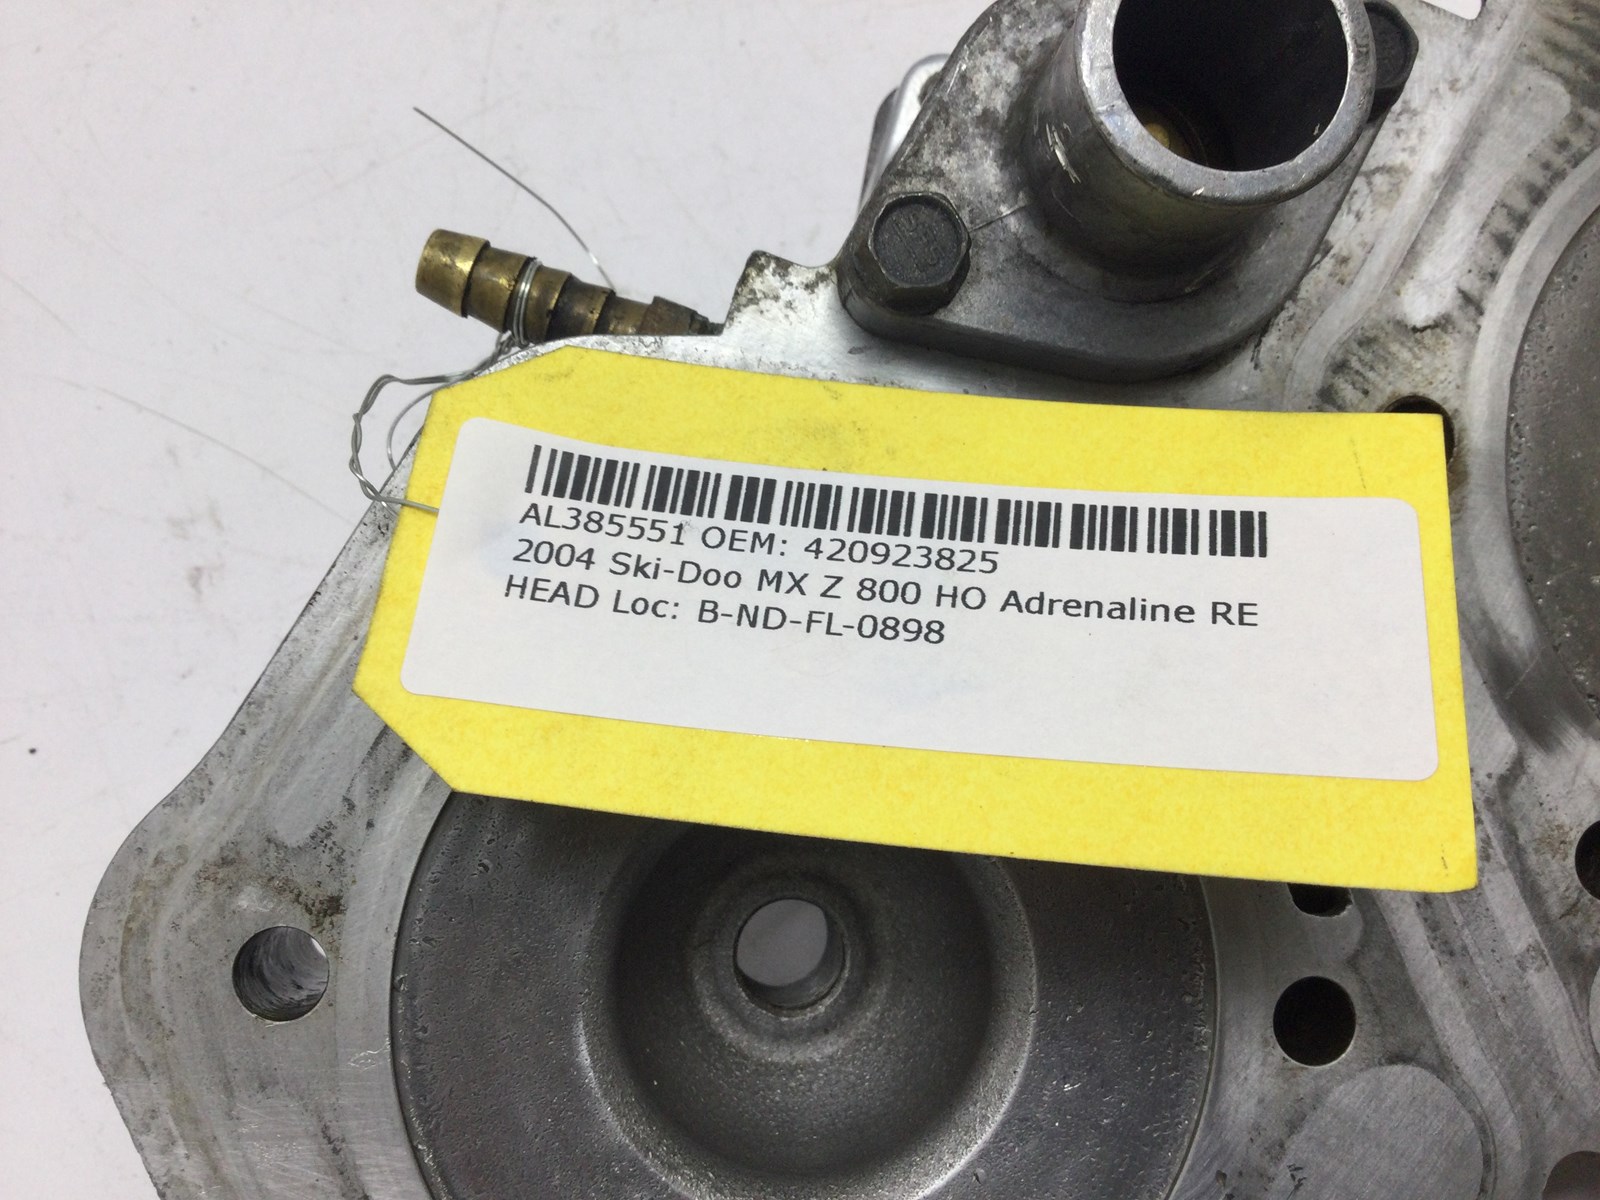 AL385551 OEM: 420923825
2004 Ski-Doo MX Z 800 HO Adrenaline RE
HEAD Loc: B-ND-FL-0898